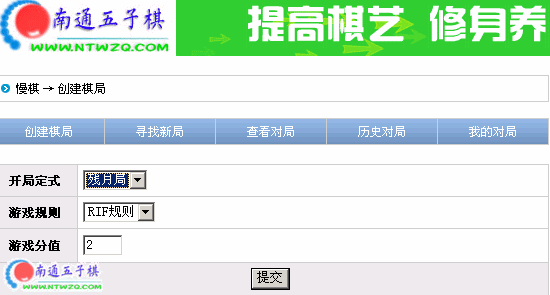 南通五子棋
WWW.NTWZQ.COM
提高棋艺 修身养
慢棋 → 创建棋局
创建棋局 寻找新局 查看对局 历史对局 我的对局
开局定式 残月局
游戏规则 RIF规则
游戏分值 2
提交
南通五子棋
WWW.NTWZQ.COM